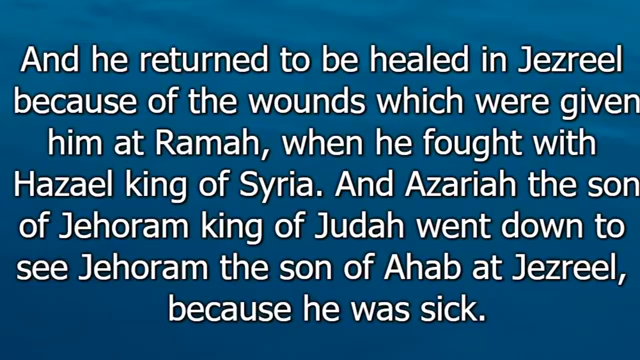 And he returned to be healed in Jezreel
because of the wounds which were given
him at Ramah, when he fought with
Hazael king of Syria. And Azariah the son
of Jehoram king of Judah went down to
see Jehoram the son of Ahab at Jezreel,
because he was sick.